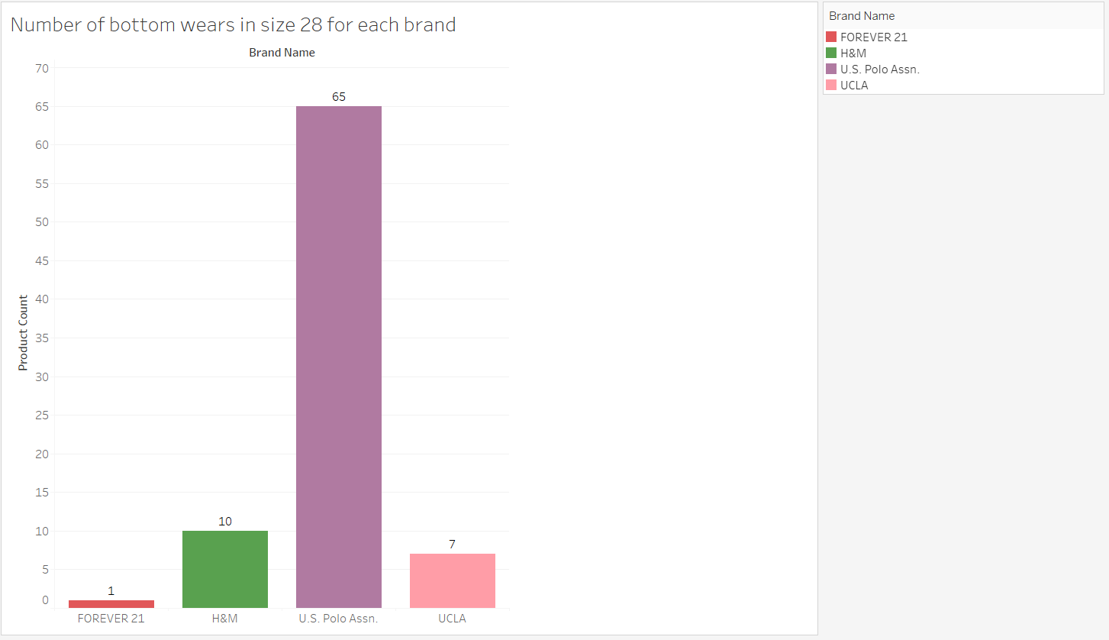 Number of bottom wears in size 28 for each brand
Brand Name
70
65
60
55
50
45
40
35
30
25
20
15
10
5
0
Product Count
1
10
65
7
FOREVER 21
H&M
U.S. Polo Assn.
UCLA
Brand Name
FOREVER 21
H&M
U.S. Polo Assn.
UCLA